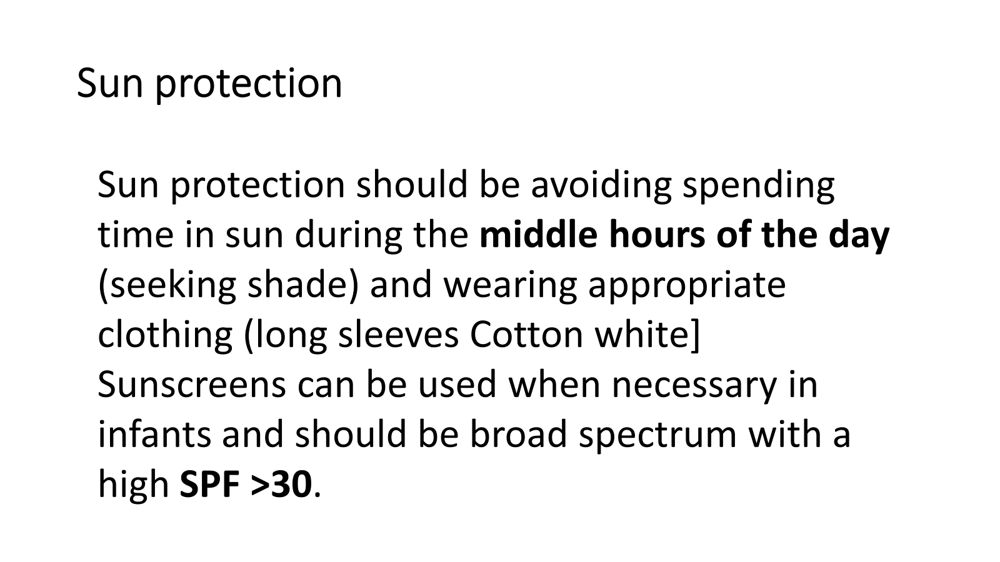 Sun protection
Sun protection should be avoiding spending
time in sun during the middle hours of the day
(seeking shade) and wearing appropriate
clothing (long sleeves Cotton white]
Sunscreens can be used when necessary in
infants and should be broad spectrum with a
high SPF >30.